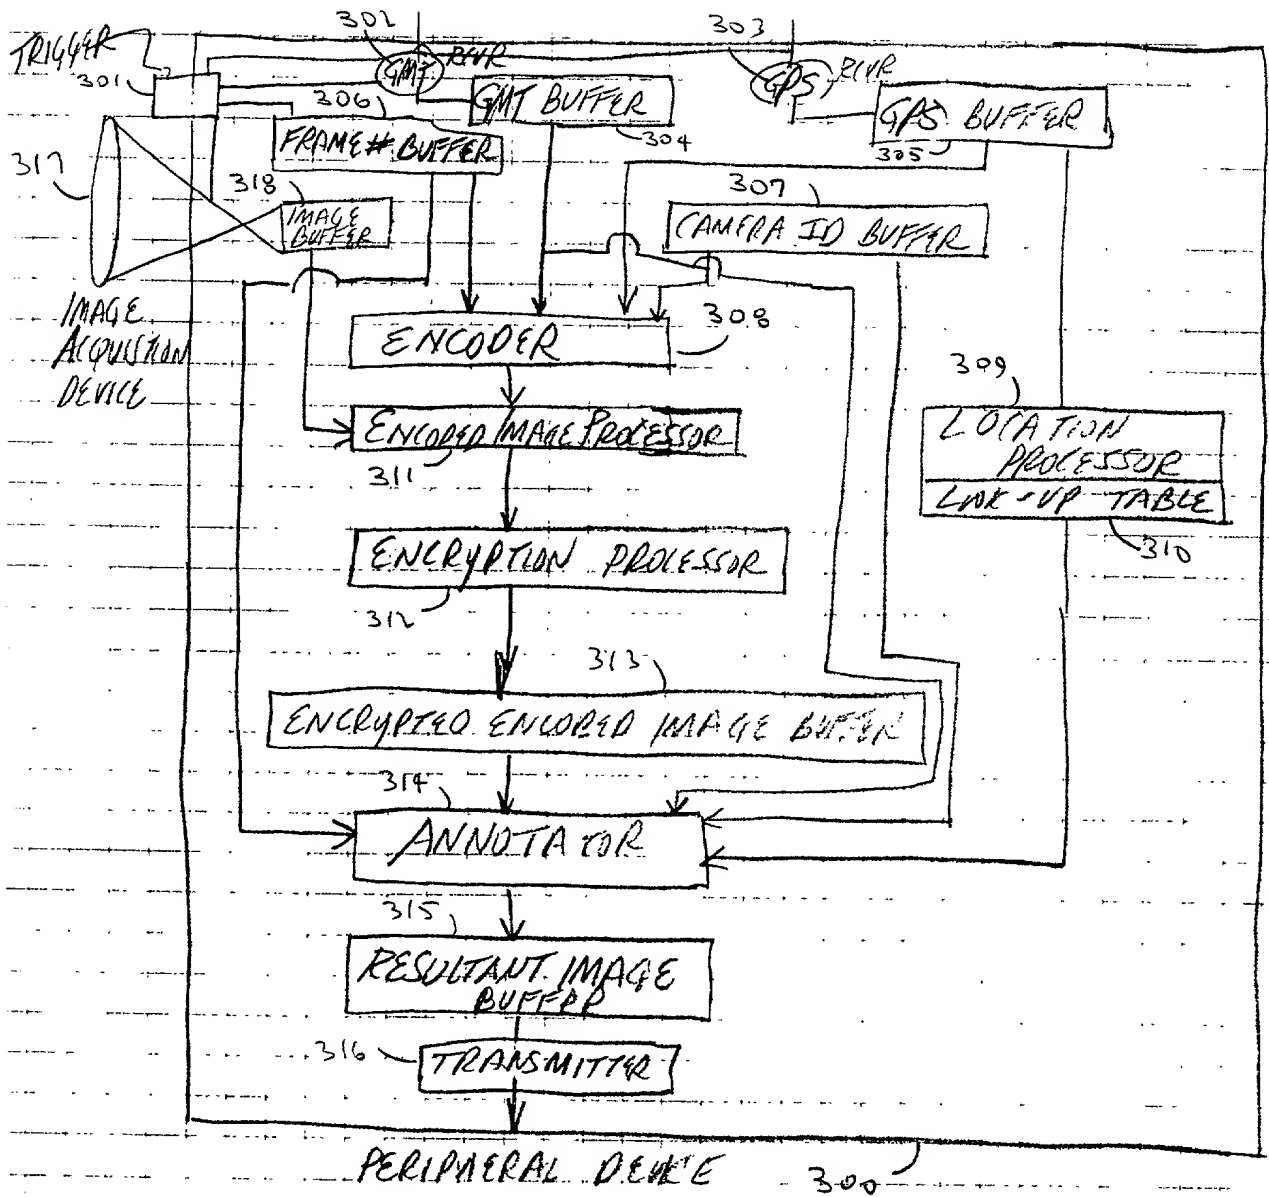 302
303
TRIGGER
GMT RCVR
GPS, RCVR
301
306
GMT BUFFER
GPS BUFFER
304
305
FRAME# BUFFER
317
318
307
IMAGE
BUFFER
CAMERA ID BUFFER
IMAGE
ACQUISTION
DEVICE
308
ENCODER
309
ENCODED IMAGE PROCESSOR
311
LOCATION
PROCESSOR
LOOK-UP TABLE
310
ENCRYPTION PROCESSOR
312
313
ENCRYPTED ENCODED IMAGE BUFFER
314
ANNOTATOR
315
RESULTANT IMAGE
BUFFER
316
TRANSMITTER
PERIPHERAL DEVICE
300